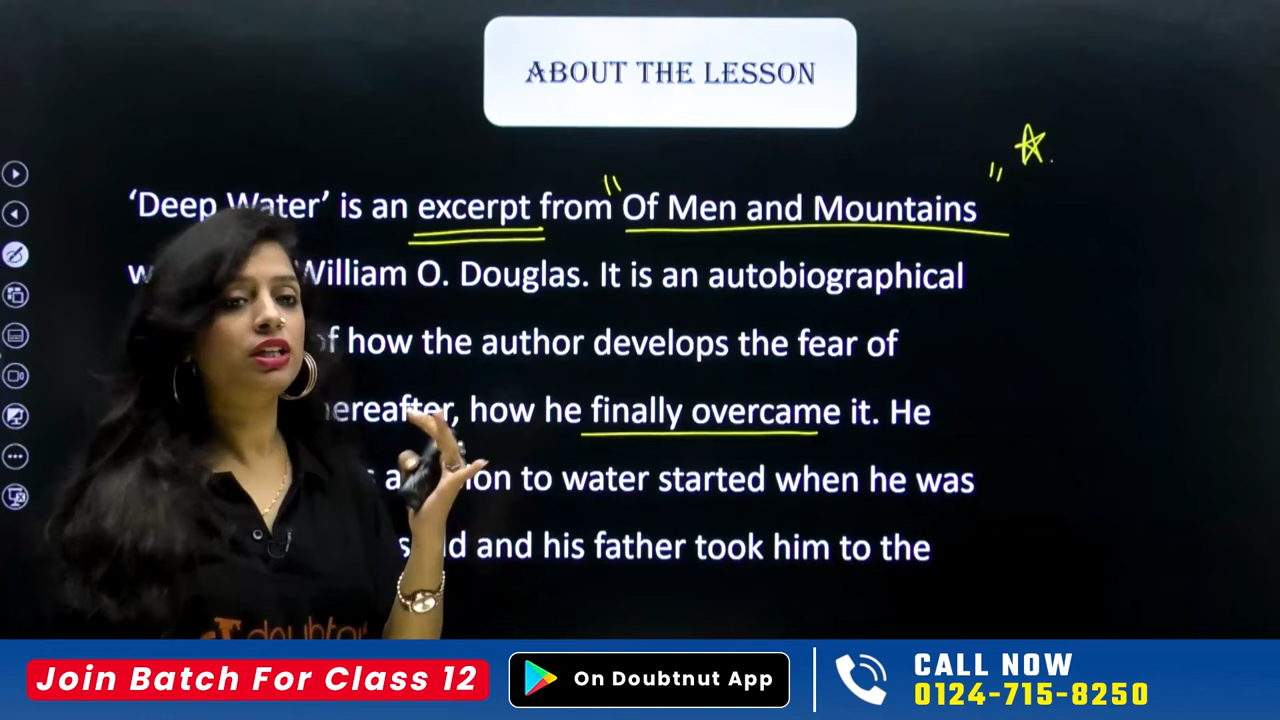 ABOUT THE LESSON
‘Deep Water’ is an excerpt from "Of Men and Mountains"
William O. Douglas. It is an autobiographical
of how the author develops the fear of
how he finally overcame it. He
to water started when he was
and his father took him to the
doubtnut
Join Batch For Class 12
On Doubtnut App
CALL NOW
0124-715-8250